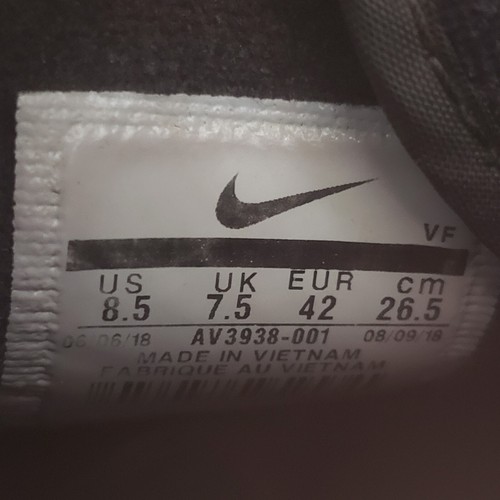 VF
US UK EUR cm
8.5 7.5 42 26.5
06/06/18 AV3938-001 08/09/18
MADE IN VIETNAM
FABRIQUE AU VIETNAM